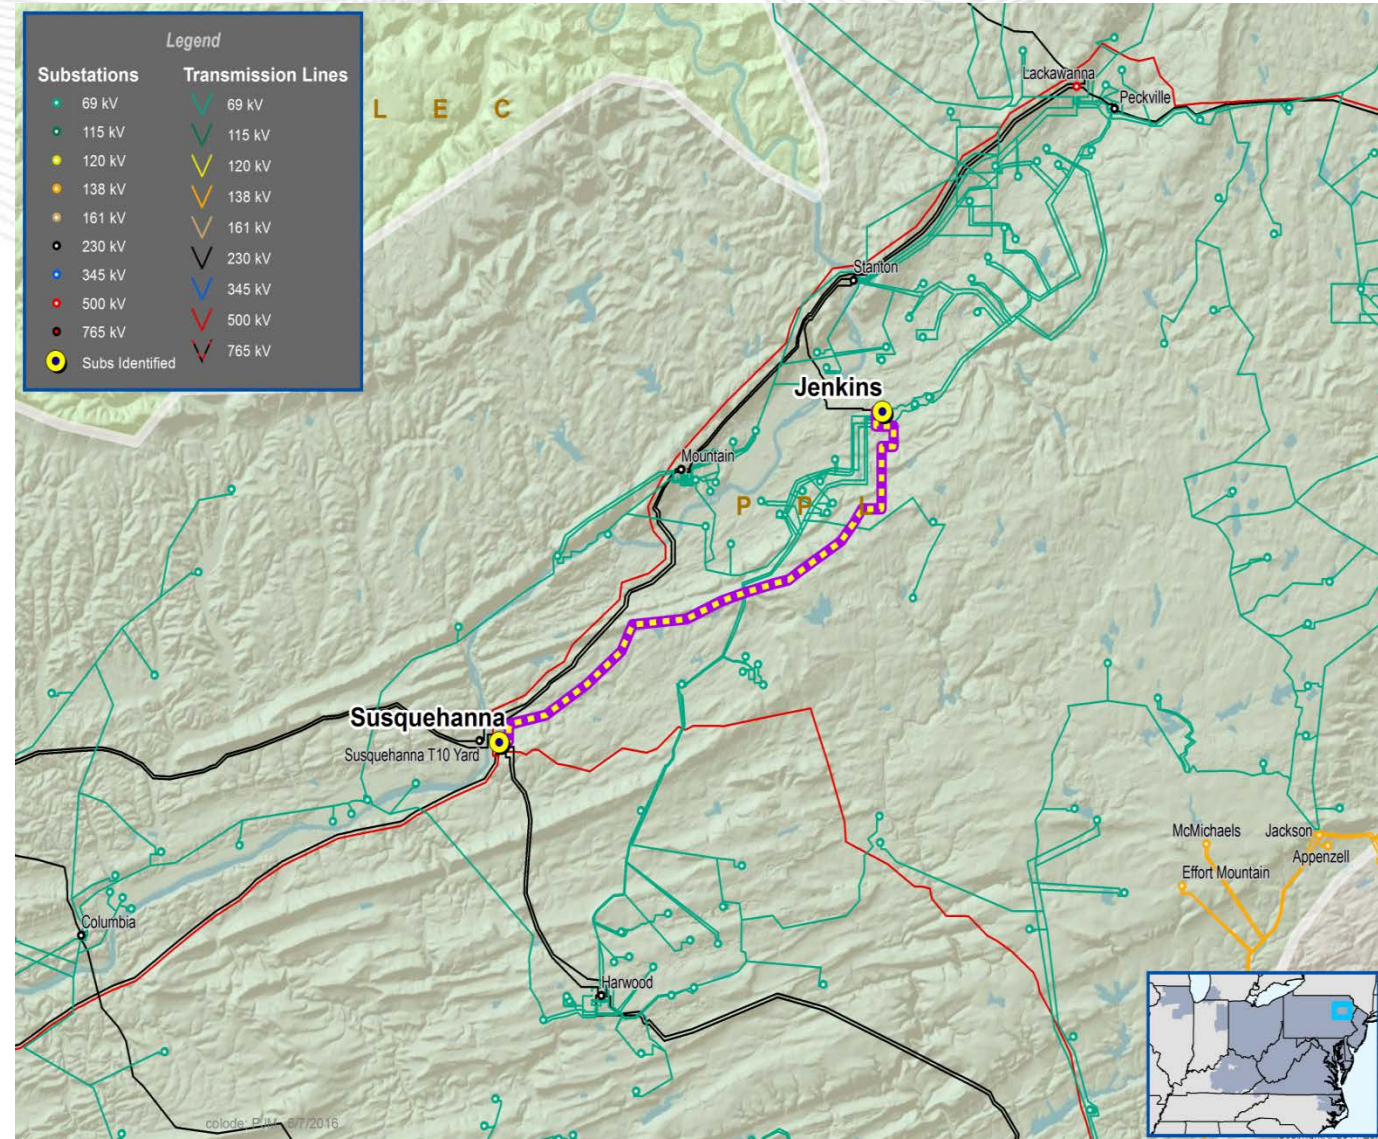 Legend
Substations
Transmission Lines
69 kV
69 kV
115 kV
115 kV
120 kV
120 kV
138 kV
138 kV
161 kV
161 kV
230 kV
230 kV
345 kV
345 kV
500 kV
500 kV
765 kV
765 kV
Subs Identified
L E C
Lackawanna
Peckville
Stanton
Jenkins
Mountain
P P L
Susquehanna
Susquehanna T10 Yard
McMichaels
Jackson
Appenzell
Effort Mountain
Columbia
Harwood